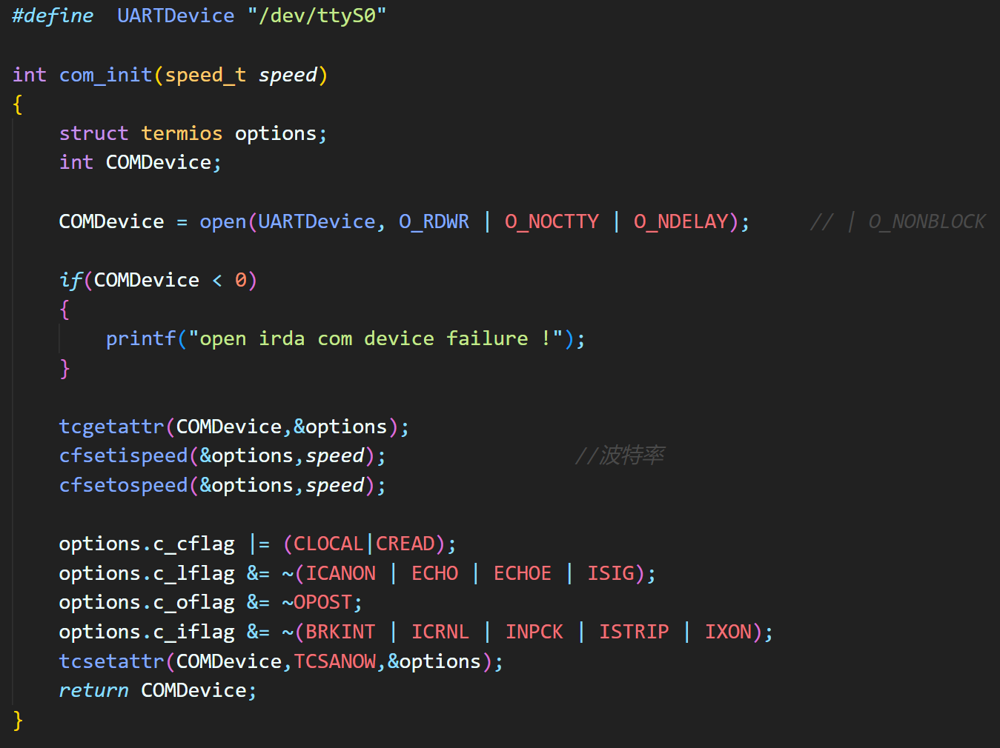 #define  UARTDevice "/dev/ttyS0"
int com_init(speed_t speed)
{
    struct termios options;
    int COMDevice;
    COMDevice = open(UARTDevice, O_RDWR | O_NOCTTY | O_NDELAY);     // | O_NONBLOCK
    if(COMDevice < 0)
    {
        printf("open irda com device failure !");
    }
    tcgetattr(COMDevice,&options);
    cfsetispeed(&options,speed);                //波特率
    cfsetospeed(&options,speed);
    options.c_cflag |= (CLOCAL|CREAD);
    options.c_lflag &= ~(ICANON | ECHO | ECHOE | ISIG);
    options.c_oflag &= ~OPOST;
    options.c_iflag &= ~(BRKINT | ICRNL | INPCK | ISTRIP | IXON);
    tcsetattr(COMDevice,TCSANOW,&options);
    return COMDevice;
}